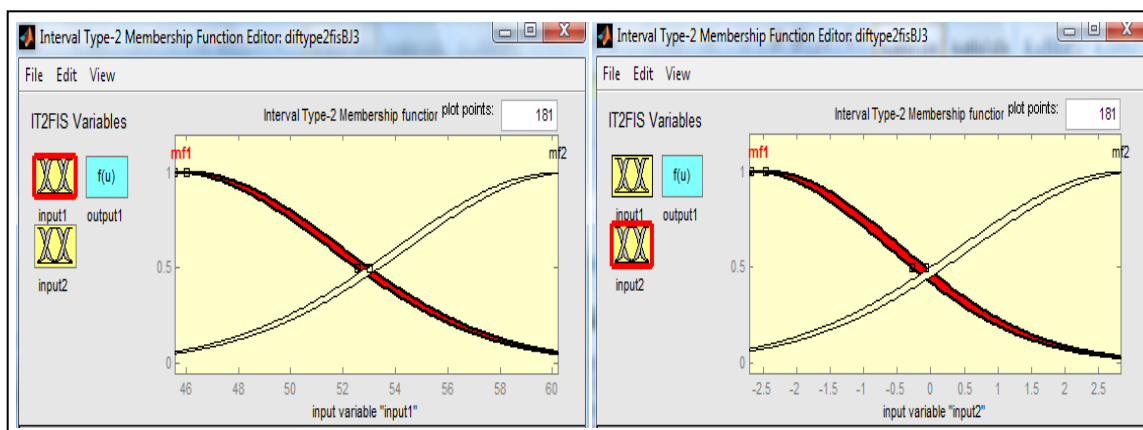 Interval Type-2 Membership Function Editor: diftype2fisBJ3
File Edit View
IT2FIS Variables
Interval Type-2 Membership function plot points: 181
mf1 mf2
f(u)
input1 output1
input2
1
0.5
0
46 48 50 52 54 56 58 60
input variable "input1"
Interval Type-2 Membership Function Editor: diftype2fisBJ3
File Edit View
IT2FIS Variables
Interval Type-2 Membership function plot points: 181
mf1 mf2
f(u)
input1 output1
input2
1
0.5
0
-2.5 -2 -1.5 -1 -0.5 0 0.5 1 1.5 2 2.5
input variable "input2"